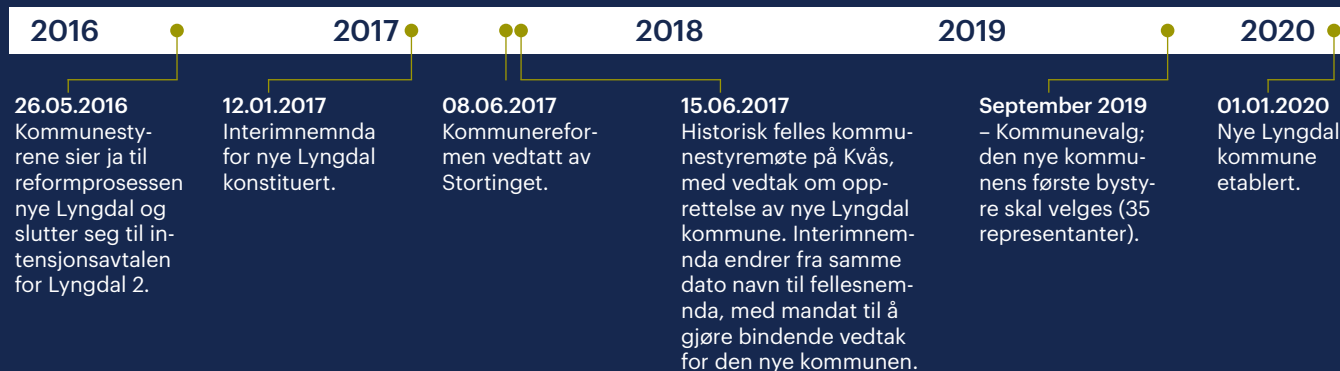 2016 2017 2018 2019 2020
26.05.2016
Kommunesty-
rene sier ja til
reformprosessen
nye Lyngdal og
slutter seg til in-
tensjonsavtalen
for Lyngdal 2.
12.01.2017
Interimnemnda
for nye Lyngdal
konstituert.
08.06.2017
Kommunerefor-
men vedtatt av
Stortinget.
15.06.2017
Historisk felles kommu-
nestyremøte på Kvås,
med vedtak om opp-
rettelse av nye Lyngdal
kommune. Interimnem-
nda endrer fra samme
dato navn til fellesnem-
nda, med mandat til å
gjøre bindende vedtak
for den nye kommunen.
September 2019
– Kommunevalg;
den nye kommu-
nens første bysty-
re skal velges (35
representanter).
01.01.2020
Nye Lyngdal
kommune
etablert.